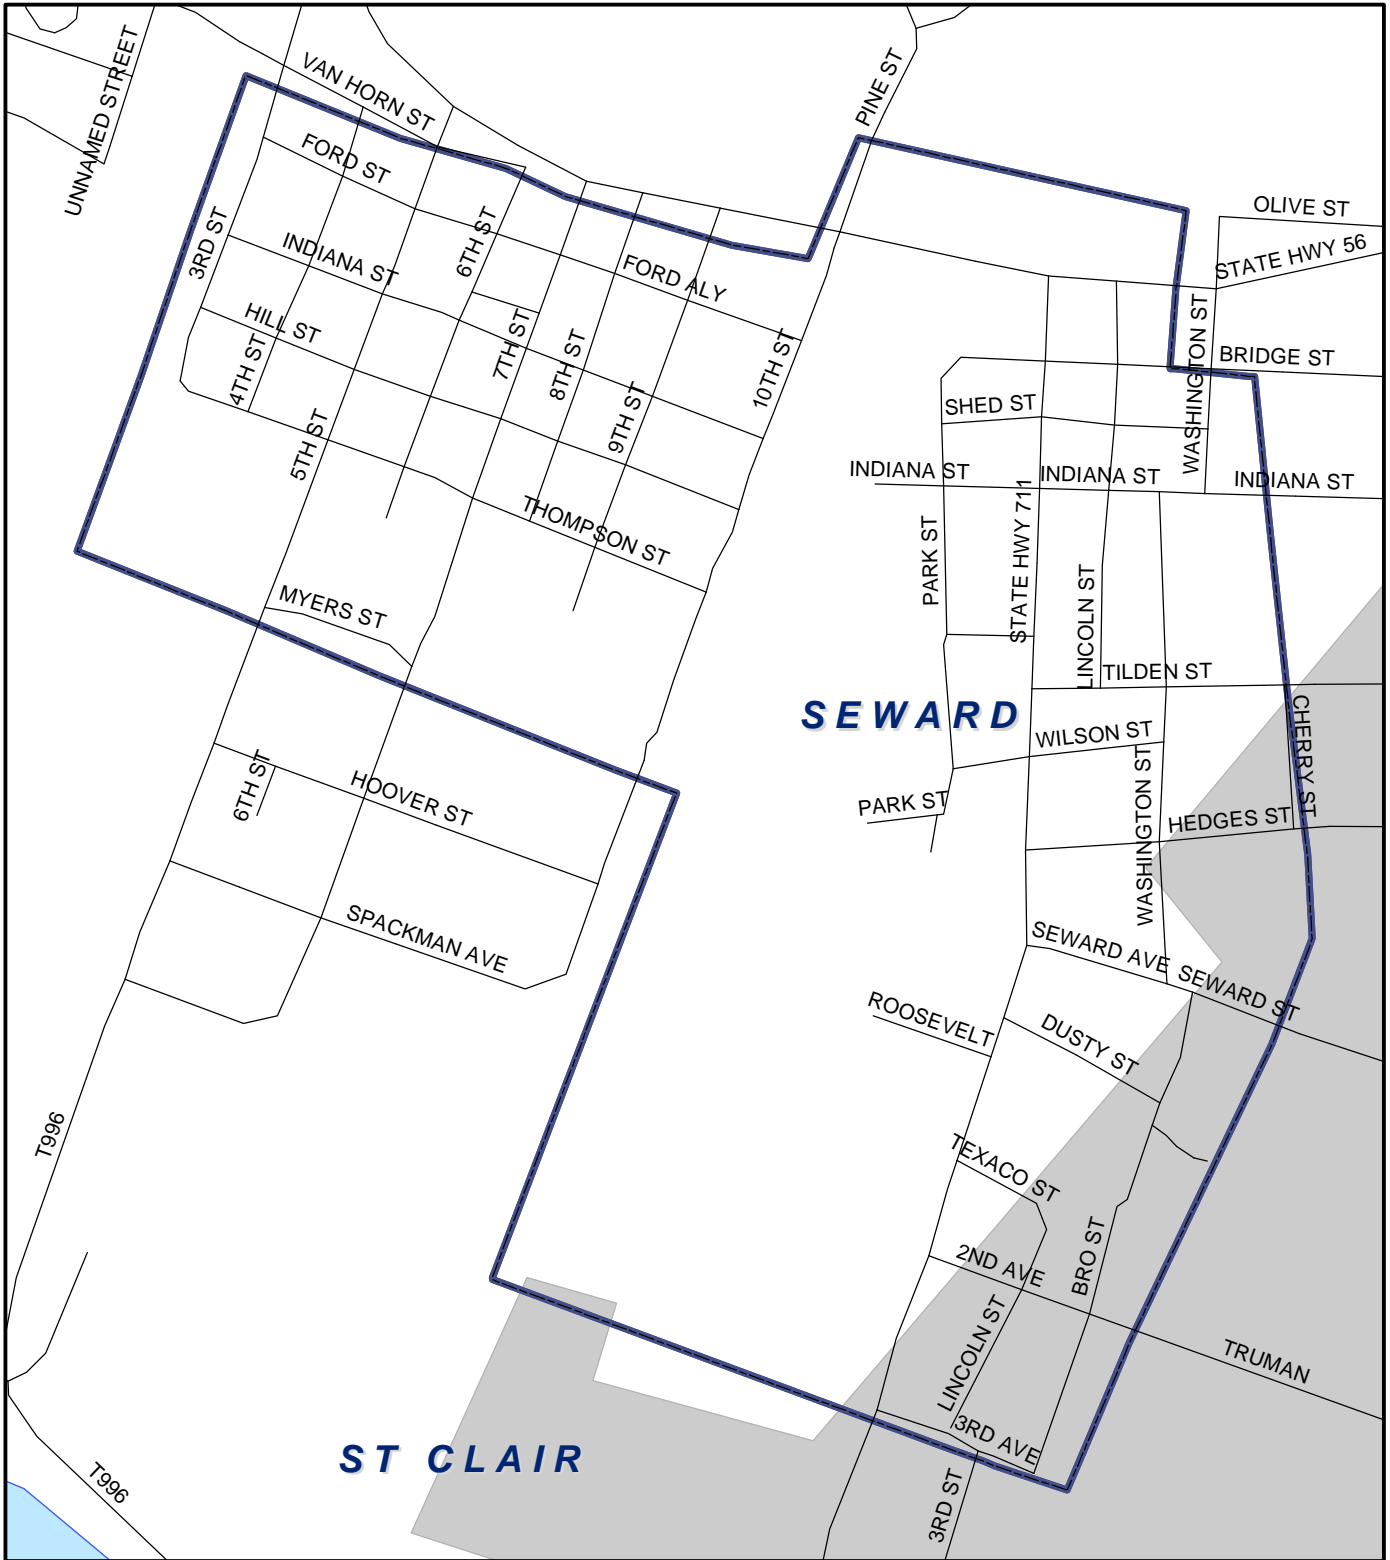 UNNAMED STREET
VAN HORN ST
PINE ST
FORD ST
OLIVE ST
STATE HWY 56
3RD ST
INDIANA ST
6TH ST
FORD ALY
HILL ST
4TH ST
7TH ST
8TH ST
10TH ST
WASHINGTON ST
BRIDGE ST
5TH ST
9TH ST
SHED ST
INDIANA ST
INDIANA ST
INDIANA ST
THOMPSON ST
PARK ST
STATE HWY 711
LINCOLN ST
MYERS ST
TILDEN ST
SEWARD
CHERRY ST
WILSON ST
6TH ST
HOOVER ST
PARK ST
WASHINGTON ST
HEDGES ST
SPACKMAN AVE
SEWARD AVE
SEWARD ST
ROOSEVELT
DUSTY ST
T996
TEXACO ST
2ND AVE
BRO ST
LINCOLN ST
TRUMAN
3RD AVE
ST CLAIR
T996
3RD ST